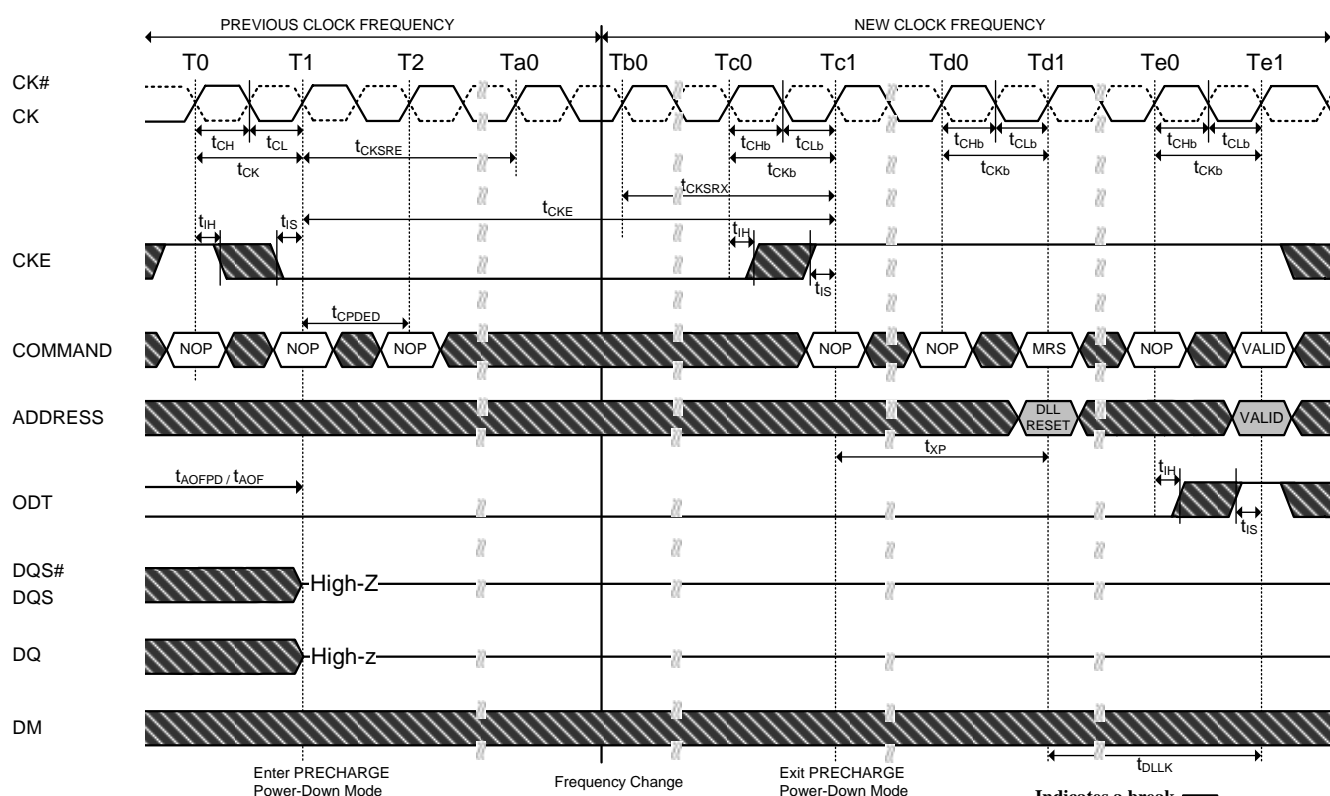 PREVIOUS CLOCK FREQUENCY
NEW CLOCK FREQUENCY
T0 T1 T2 Ta0 Tb0 Tc0 Tc1 Td0 Td1 Te0 Te1
CK#
CK
tCH tCL tCHb tCLb tCHb tCLb tCHb tCLb
tCK tCKSRE tCKb tCKb tCKb
tCKSRX
tCKE
tIH tIS tIH
CKE
tIS
tCPDED
COMMAND NOP NOP NOP NOP NOP MRS NOP VALID
ADDRESS DLL RESET VALID
tXP
tAOFPD / tAOF tIH
ODT
tIS
DQS#
DQS
High-Z
DQ High-z
DM
tDLLK
Enter PRECHARGE
Power-Down Mode
Frequency Change
Exit PRECHARGE
Power-Down Mode
Indicates a break